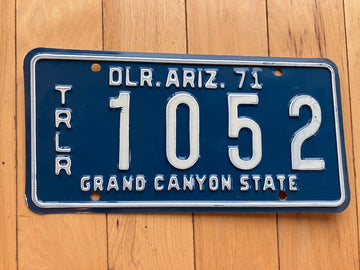 DLR. ARIZ. 71
TRLR
1052
GRAND CANYON STATE